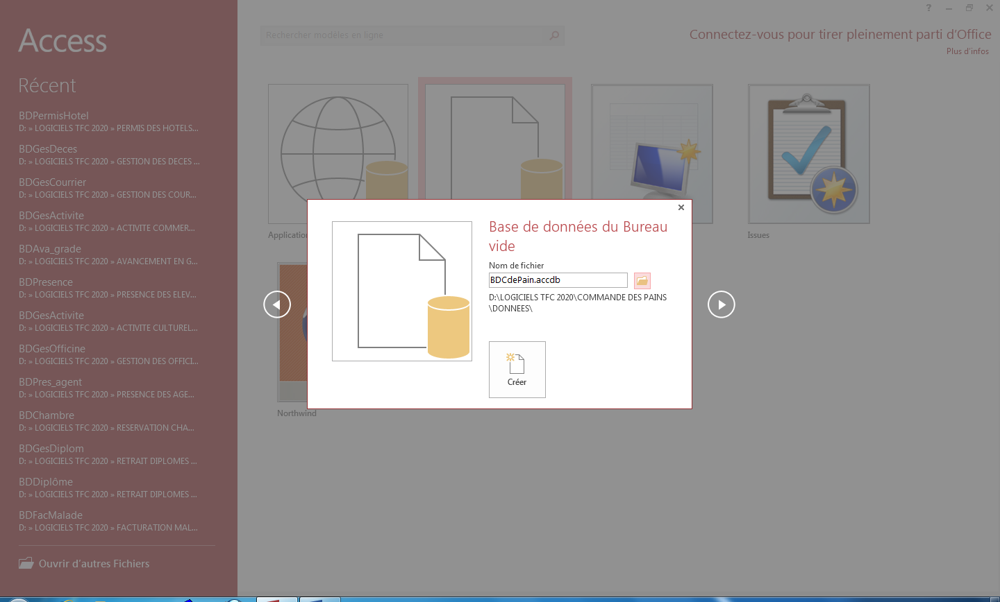 Access
Récent
BDPermisHotel
D: » LOGICIELS TFC 2020 » PERMIS DES HOTELS...
BDGesDeces
D: » LOGICIELS TFC 2020 » GESTION DES DECES ...
BDGesCourrier
D: » LOGICIELS TFC 2020 » GESTION DES COUR...
BDGesActivite
D: » LOGICIELS TFC 2020 » ACTIVITE COMMER...
BDAva_grade
D: » LOGICIELS TFC 2020 » AVANCEMENT EN G...
BDPresence
D: » LOGICIELS TFC 2020 » PRESENCE DES ELEV...
BDGesActivite
D: » LOGICIELS TFC 2020 » ACTIVITE CULTUREL...
BDGesOfficine
D: » LOGICIELS TFC 2020 » GESTION DES OFFICI...
BDPres_agent
D: » LOGICIELS TFC 2020 » PRESENCE DES AGE...
BDChambre
D: » LOGICIELS TFC 2020 » RESERVATION CHA...
BDGesDiplom
D: » LOGICIELS TFC 2020 » RETRAIT DIPLOMES ...
BDDiplôme
D: » LOGICIELS TFC 2020 » RETRAIT DIPLOMES ...
BDFacMalade
D: » LOGICIELS TFC 2020 » FACTURATION MAL...
Ouvrir d'autres Fichiers
Rechercher modèles en ligne
Connectez-vous pour tirer pleinement parti d'Office
Plus d'infos
Application
Issues
Northwind
Base de données du Bureau
vide
Nom de fichier
BDCdePain.accdb
D:\LOGICIELS TFC 2020\COMMANDE DES PAINS
\DONNEES\
Créer